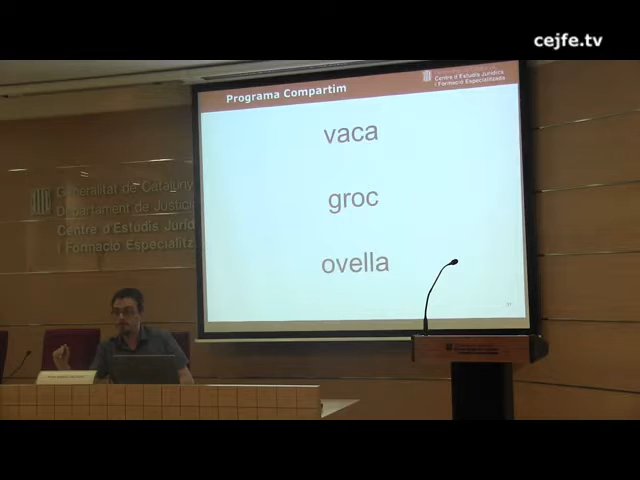 cejfe.tv
Programa Compartim
Centre d'Estudis Jurídics
i Formació Especialitzada
vaca
groc
ovella
Generalitat de Catalunya
Departament de Justícia
Centre d'Estudis Jurídi
i Formació Especialitz